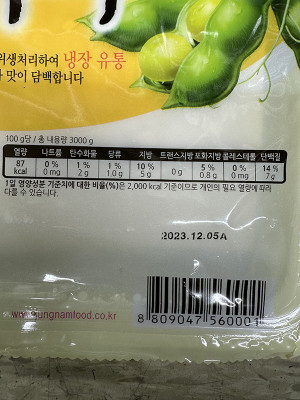 위생처리하여 냉장 유통
맛이 담백합니다
100 g당 / 총 내용량 3000 g
열량 나트륨 탄수화물 당류 지방 트랜스지방 포화지방 콜레스테롤 단백질
87 kcal 0 % 0 mg 1 % 2 g 1 % 1.0 g 10 % 5 g 0 g 5 % 0.8 g 0 % 0 mg 14 % 7 g
1일 영양성분 기준치에 대한 비율(%)은 2,000 kcal 기준이므로 개인의 필요 열량에 따라
다를 수 있습니다.
2023.12.05A
8 809047 560001